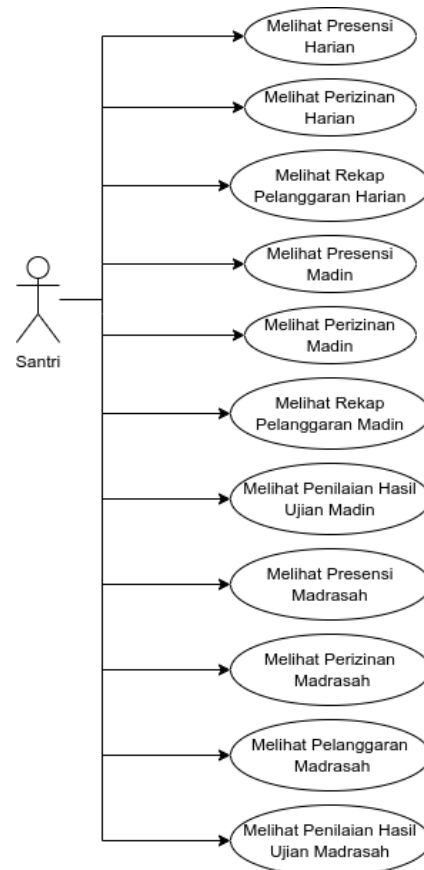 Melihat Presensi
Harian
Melihat Perizinan
Harian
Melihat Rekap
Pelanggaran Harian
Melihat Presensi
Madin
Santri
Melihat Perizinan
Madin
Melihat Rekap
Pelanggaran Madin
Melihat Penilaian Hasil
Ujian Madin
Melihat Presensi
Madrasah
Melihat Perizinan
Madrasah
Melihat Pelanggaran
Madrasah
Melihat Penilaian Hasil
Ujian Madrasah